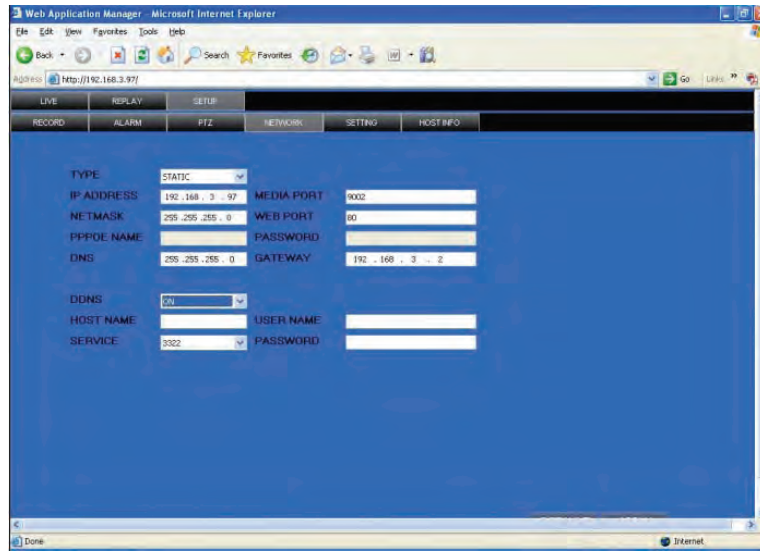 Web Application Manager - Microsoft Internet Explorer
File Edit View Favorites Tools Help
Back Search Favorites
Address http://192.168.3.97/ Go Links »
LIVE REPLAY SETUP
RECORD ALARM PTZ NETWORK SETTING HOST INFO
TYPE STATIC
IP ADDRESS 192 .168 . 3 . 97 MEDIA PORT 9002
NETMASK 255 .255 .255 . 0 WEB PORT 80
PPPOE NAME PASSWORD
DNS 255 .255 .255 . 0 GATEWAY 192 . 168 . 3 . 2
DDNS ON
HOST NAME USER NAME
SERVICE 3322 PASSWORD
Done Internet